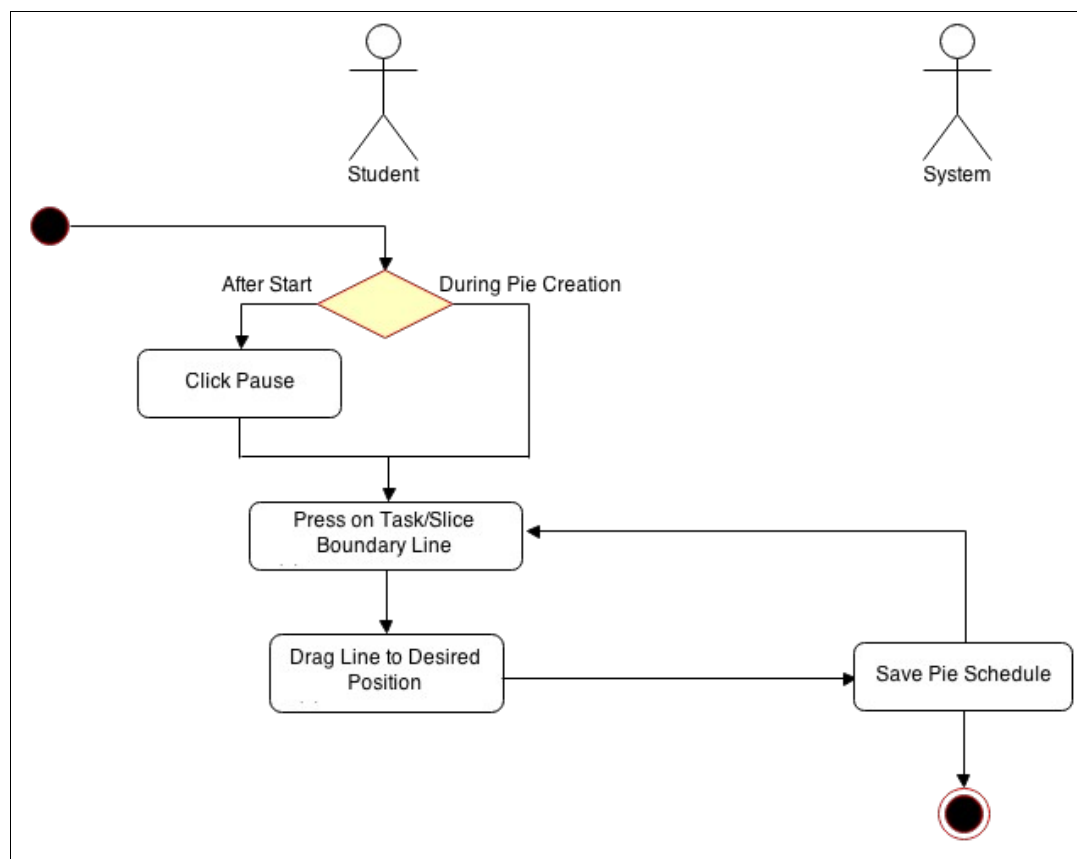 Student
System
After Start
During Pie Creation
Click Pause
Press on Task/Slice
Boundary Line
Drag Line to Desired
Position
Save Pie Schedule